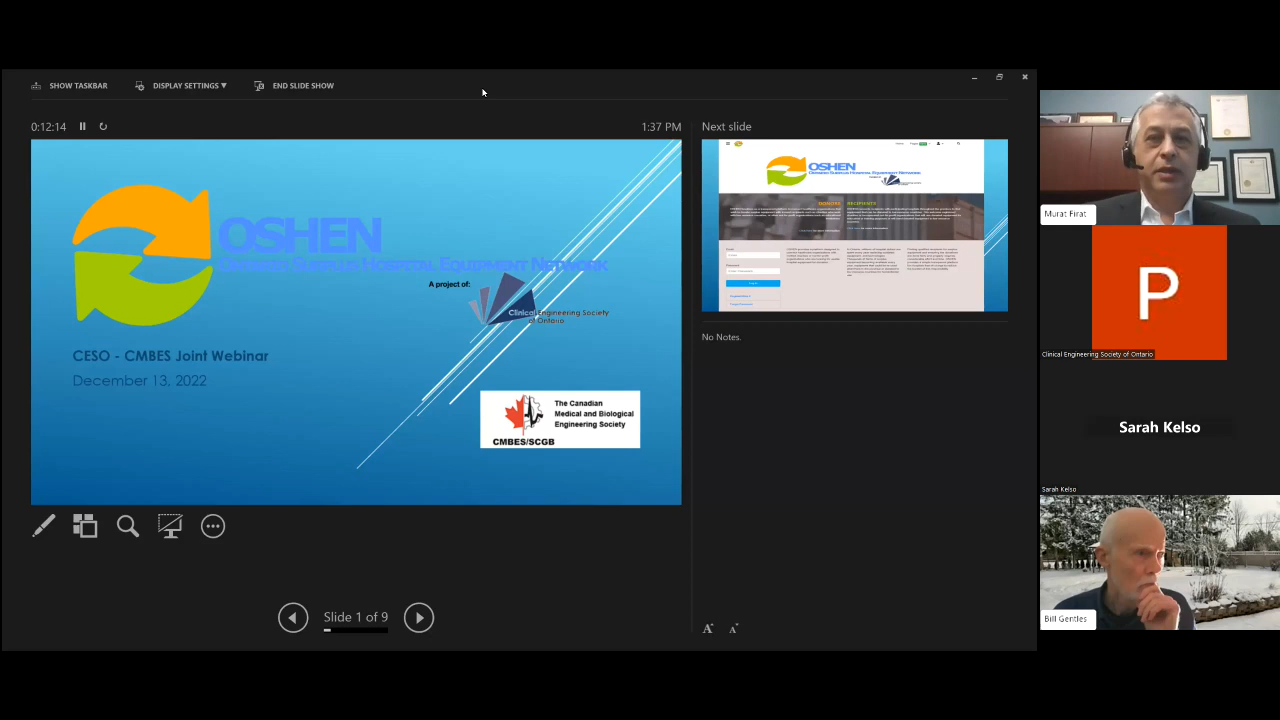 SHOW TASKBAR
DISPLAY SETTINGS ▼
END SLIDE SHOW
0:12:14
1:37 PM
OSHEN
A project of:
Clinical Engineering Society
of Ontario
CESO - CMBES Joint Webinar
December 13, 2022
The Canadian
Medical and Biological
Engineering Society
CMBES/SCGB
Slide 1 of 9
Next slide
OSHEN
Ontario Surplus Hospital Equipment Network
DONORS
RECIPIENTS
No Notes.
A
A
Murat Firat
P
Clinical Engineering Society of Ontario
Sarah Kelso
Sarah Kelso
Bill Gentles